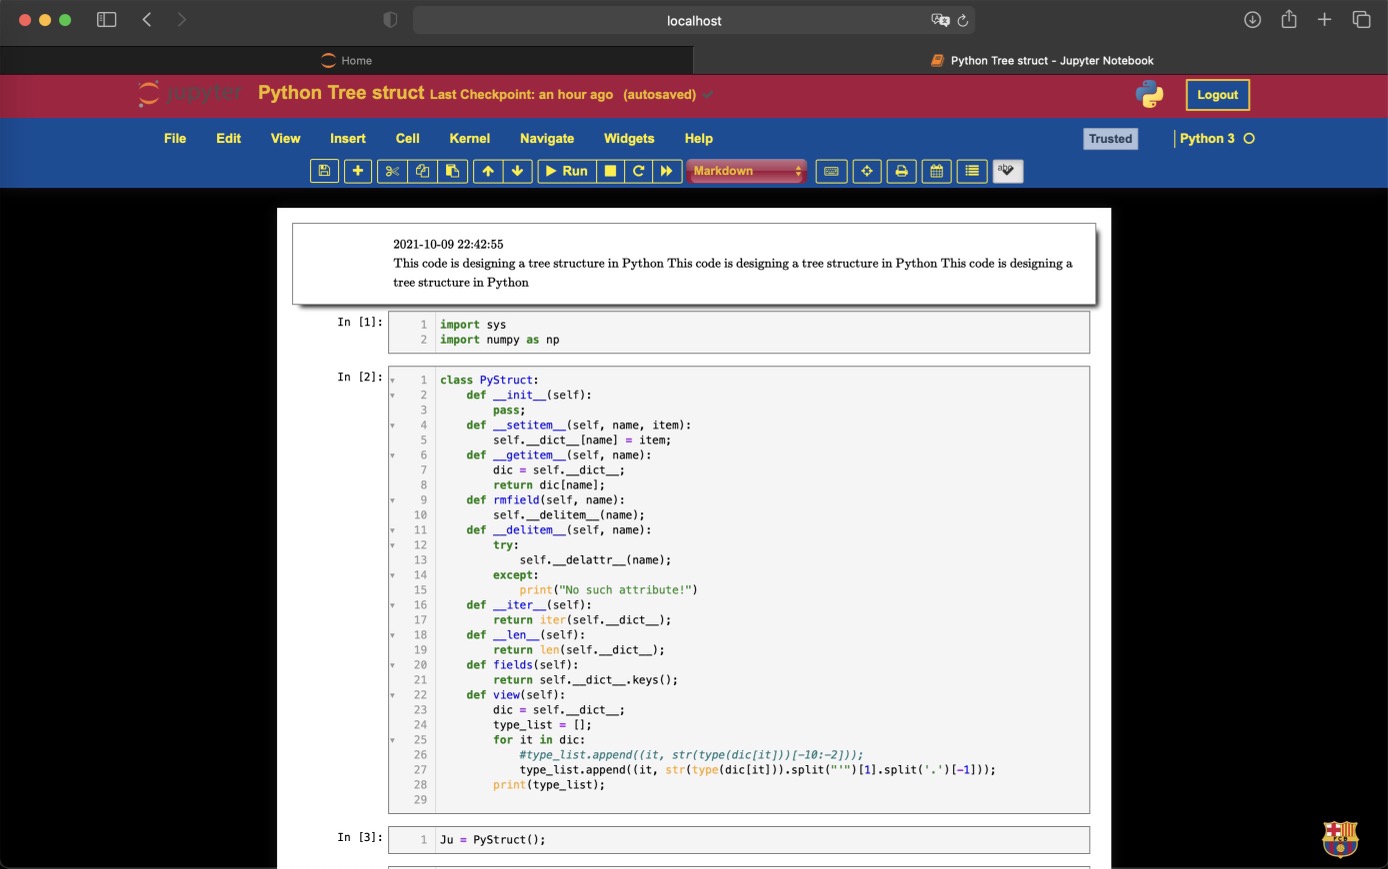 localhost
Home
Python Tree struct - Jupyter Notebook
jupyter Python Tree struct Last Checkpoint: an hour ago (autosaved)
Logout
File Edit View Insert Cell Kernel Navigate Widgets Help
Trusted
Python 3
Run
Markdown
abc
2021-10-09 22:42:55
This code is designing a tree structure in Python This code is designing a tree structure in Python This code is designing a
tree structure in Python
In [1]:
1 import sys
2 import numpy as np
In [2]:
1 class PyStruct:
2     def __init__(self):
3         pass;
4     def __setitem__(self, name, item):
5         self.__dict__[name] = item;
6     def __getitem__(self, name):
7         dic = self.__dict__;
8         return dic[name];
9     def rmfield(self, name):
10         self.__delitem__(name);
11     def __delitem__(self, name):
12         try:
13             self.__delattr__(name);
14         except:
15             print("No such attribute!")
16     def __iter__(self):
17         return iter(self.__dict__);
18     def __len__(self):
19         return len(self.__dict__);
20     def fields(self):
21         return self.__dict__.keys();
22     def view(self):
23         dic = self.__dict__;
24         type_list = [];
25         for it in dic:
26             #type_list.append((it, str(type(dic[it]))[-10:-2]));
27             type_list.append((it, str(type(dic[it])).split("'")[1].split('.')[-1]));
28         print(type_list);
29
In [3]:
1 Ju = PyStruct();
FCB